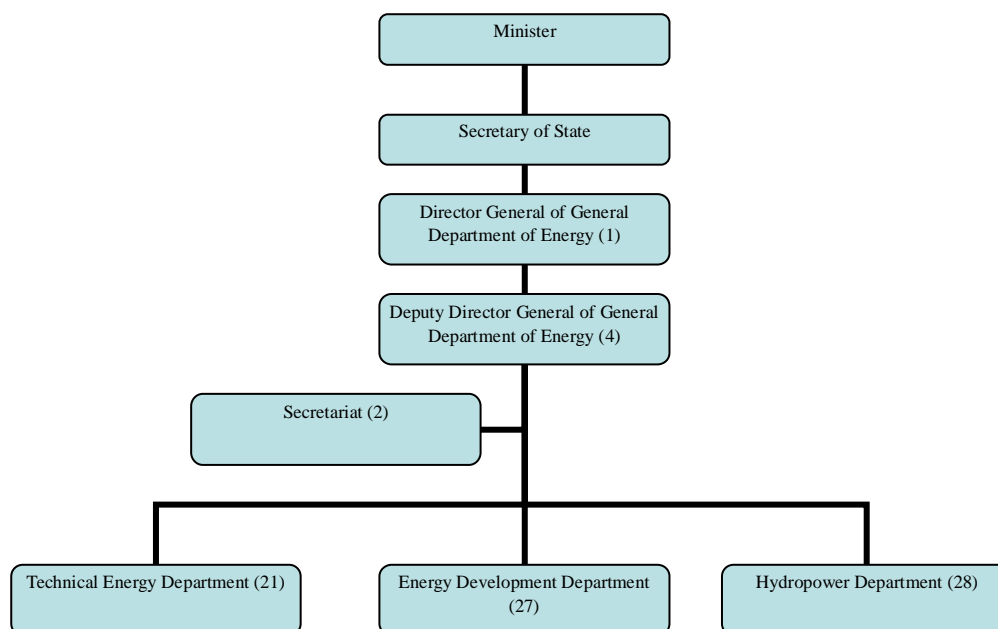 Minister
Secretary of State
Director General of General
Department of Energy (1)
Deputy Director General of General
Department of Energy (4)
Secretariat (2)
Technical Energy Department (21)
Energy Development Department
(27)
Hydropower Department (28)